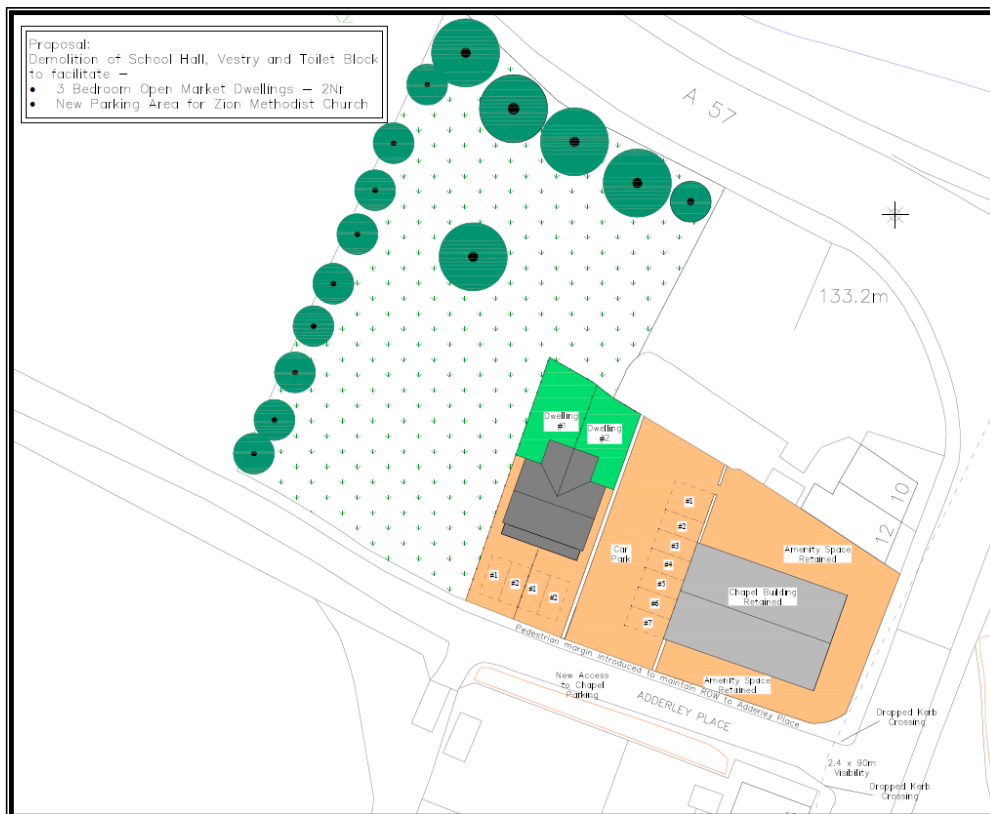 Proposal:
Demolition of School Hall, Vestry and Toilet Block
to facilitate –
• 3 Bedroom Open Market Dwellings – 2Nr
• New Parking Area for Zion Methodist Church
A 57
133.2m
Dwelling
#1
Dwelling
#2
10
12
#1
#2
#3
#4
#5
#6
#7
Car
Park
Amenity Space
Retained
Chapel Building
Retained
#1
#2
#1
#2
Pedestrian margin introduced to maintain ROW to Adderley Place
Amenity Space
Retained
New Access
to Chapel
Parking
ADDERLEY PLACE
Dropped Kerb
Crossing
2.4 x 90m
Visibility
Dropped Kerb
Crossing